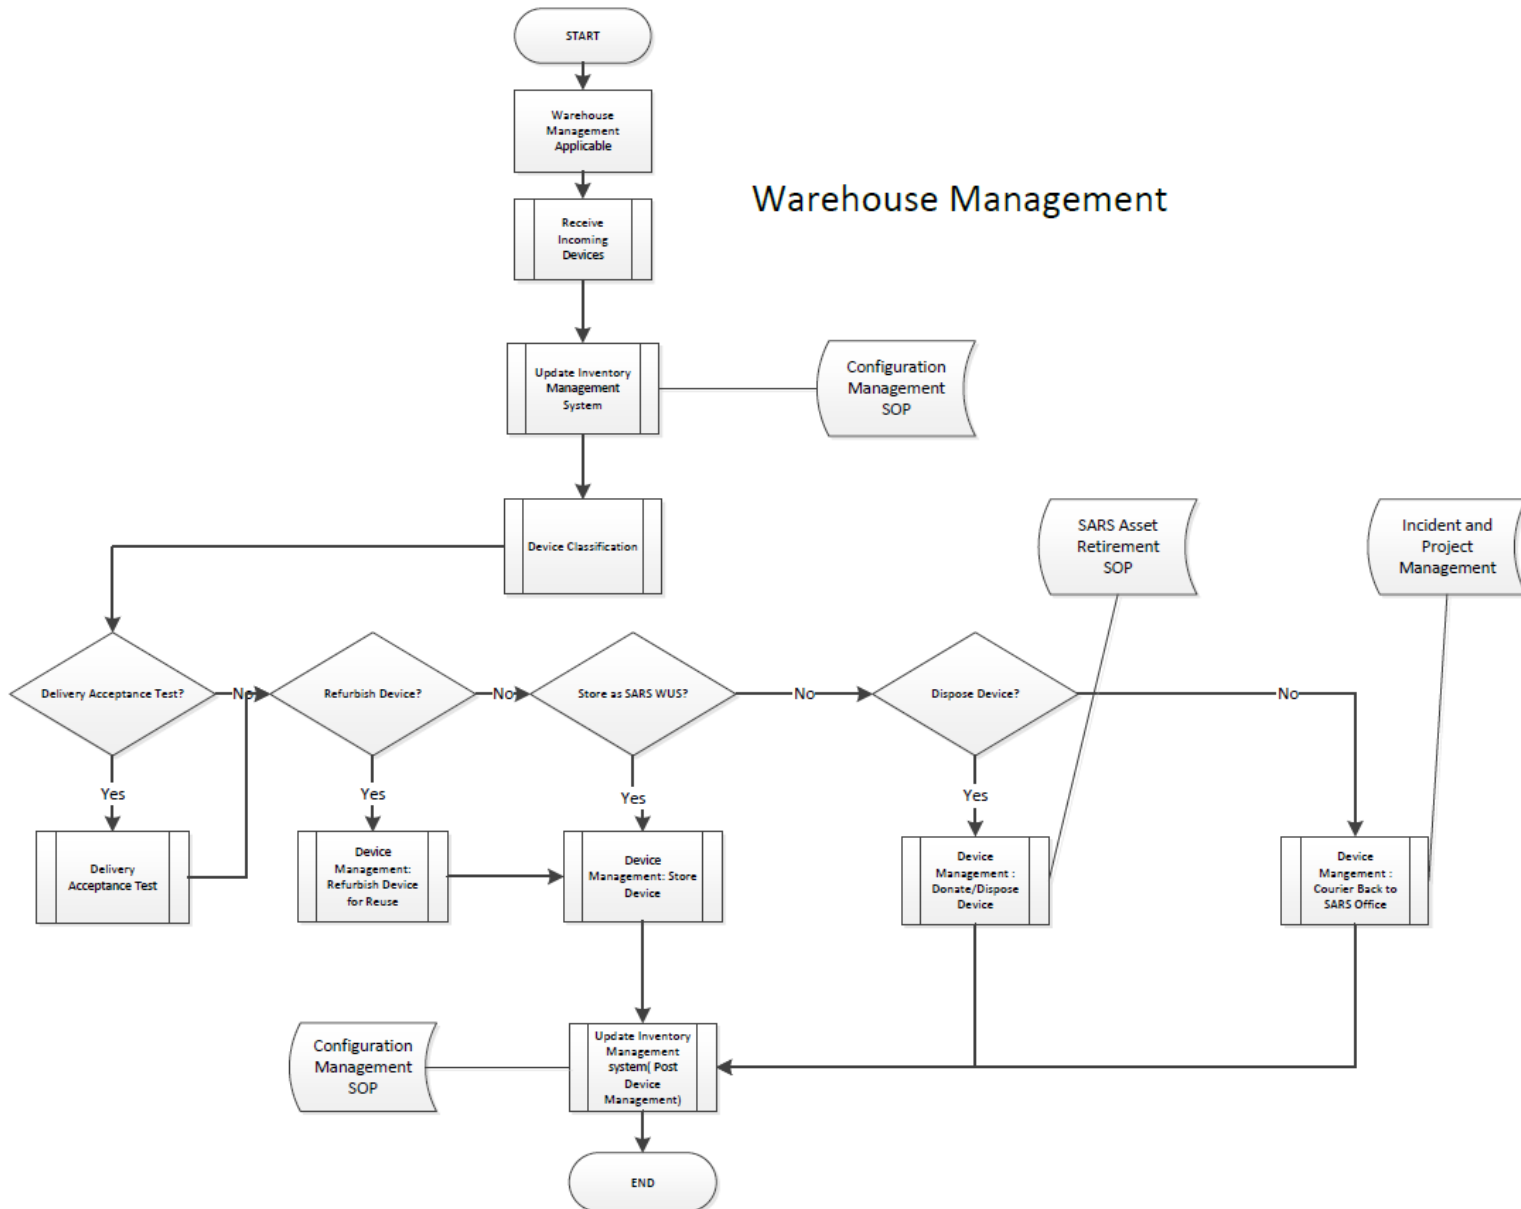 START
Warehouse
Management
Applicable
Warehouse Management
Receive
Incoming
Devices
Update Inventory
Management
System
Configuration
Management
SOP
Device Classification
SARS Asset
Retirement
SOP
Incident and
Project
Management
Delivery Acceptance Test?
No
Refurbish Device?
No
Store as SARS WUS?
No
Dispose Device?
No
Yes
Yes
Yes
Yes
Delivery
Acceptance Test
Device
Management:
Refurbish Device
for Reuse
Device
Management: Store
Device
Device
Management :
Donate/Dispose
Device
Device
Mangement :
Courier Back to
SARS Office
Configuration
Management
SOP
Update Inventory
Management
system( Post
Device
Management)
END